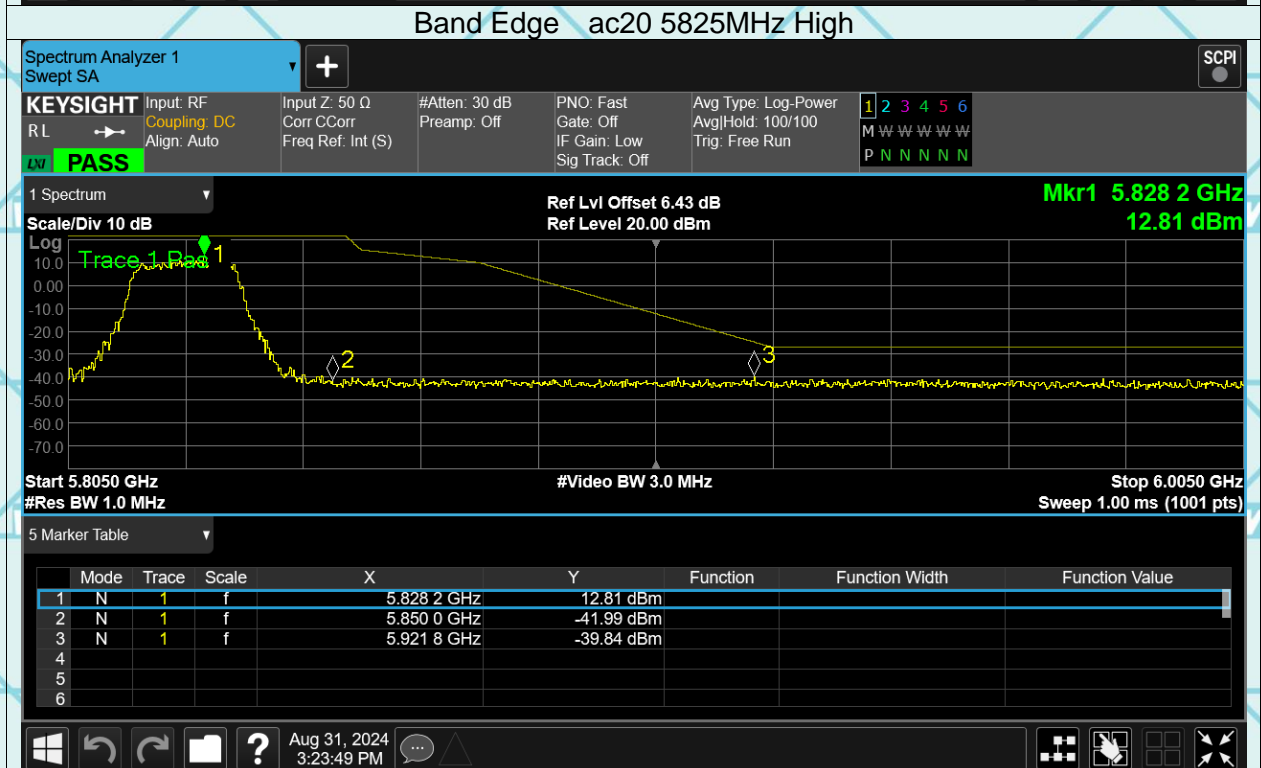 Band Edge ac20 5825MHz High
Spectrum Analyzer 1
Swept SA
+
SCPI
KEYSIGHT
R L
LXI
PASS
Input: RF
Coupling: DC
Align: Auto
Input Z: 50 Ω
Corr CCorr
Freq Ref: Int (S)
#Atten: 30 dB
Preamp: Off
PNO: Fast
Gate: Off
IF Gain: Low
Sig Track: Off
Avg Type: Log-Power
Avg|Hold: 100/100
Trig: Free Run
1 2 3 4 5 6
M W W W W W
P N N N N N
1 Spectrum
Scale/Div 10 dB
Ref Lvl Offset 6.43 dB
Ref Level 20.00 dBm
Mkr1 5.828 2 GHz
12.81 dBm
Log
Trace 1 Pas
1
2
3
10.0
0.00
-10.0
-20.0
-30.0
-40.0
-50.0
-60.0
-70.0
Start 5.8050 GHz
#Res BW 1.0 MHz
#Video BW 3.0 MHz
Stop 6.0050 GHz
Sweep 1.00 ms (1001 pts)
5 Marker Table
Mode Trace Scale X Y Function Function Width Function Value
1 N 1 f 5.828 2 GHz 12.81 dBm
2 N 1 f 5.850 0 GHz -41.99 dBm
3 N 1 f 5.921 8 GHz -39.84 dBm
4
5
6
?
Aug 31, 2024
3:23:49 PM